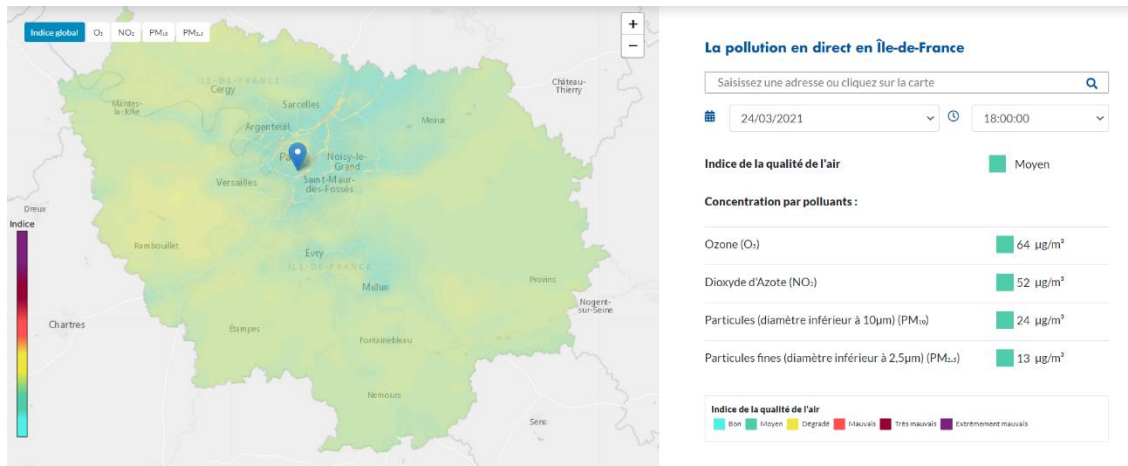 Indice global O₃ NO₂ PM₁₀ PM₂.₅
+
−
Château-
Thierry
ÎLE-DE-FRANCE
Cergy
Mantes-
la-Jolie
Sarcelles
Meaux
Argenteuil
Noisy-le-
Grand
Versailles
Saint-Maur-
des-Fossés
Dreux
Indice
Rambouillet
Evry
ÎLE-DE-FRANCE
Melun
Provins
Nogent-
sur-Seine
Chartres
Étampes
Fontainebleau
Nemours
Sens
La pollution en direct en Île-de-France
Saisissez une adresse ou cliquez sur la carte
24/03/2021 18:00:00
Indice de la qualité de l'air Moyen
Concentration par polluants :
Ozone (O₃) 64 µg/m³
Dioxyde d'Azote (NO₂) 52 µg/m³
Particules (diamètre inférieur à 10µm) (PM₁₀) 24 µg/m³
Particules fines (diamètre inférieur à 2,5µm) (PM₂.₅) 13 µg/m³
Indice de la qualité de l'air
Bon Moyen Dégradé Mauvais Très mauvais Extrêmement mauvais